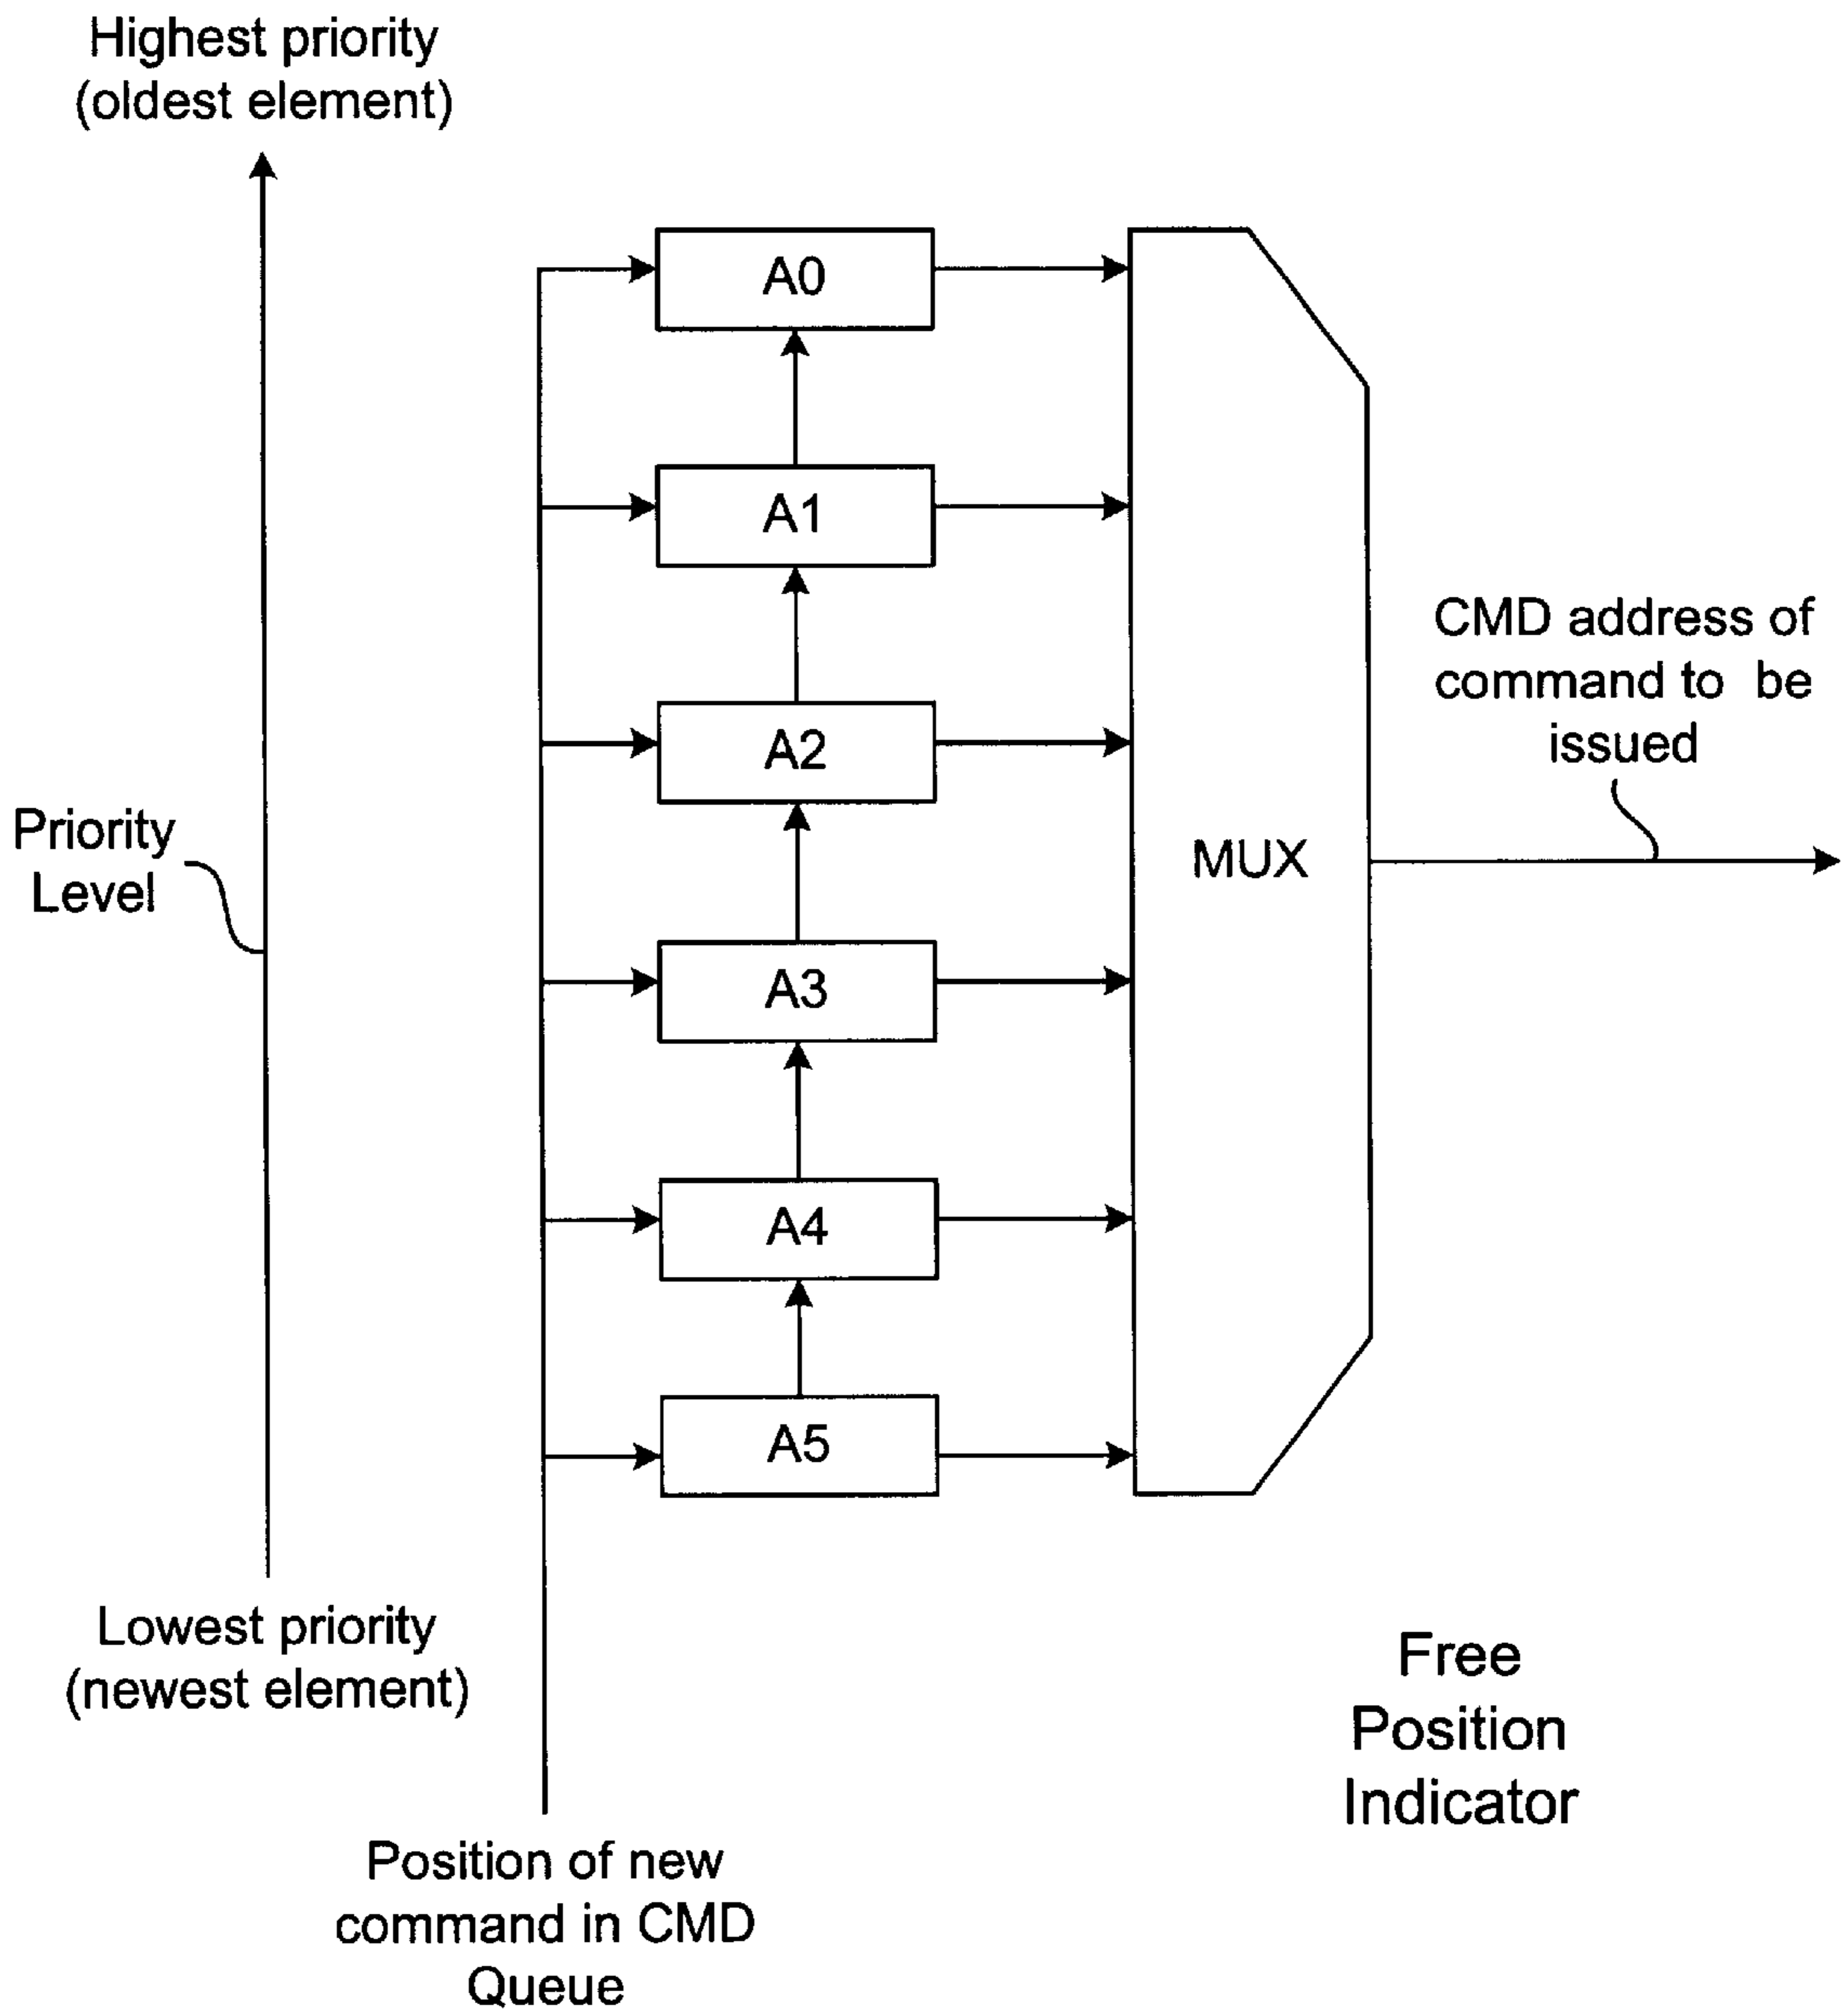 Highest priority
(oldest element)
A0
A1
CMD address of
command to be
issued
A2
Priority
Level
MUX
A3
A4
A5
Lowest priority
(newest element)
Free
Position
Indicator
Position of new
command in CMD
Queue